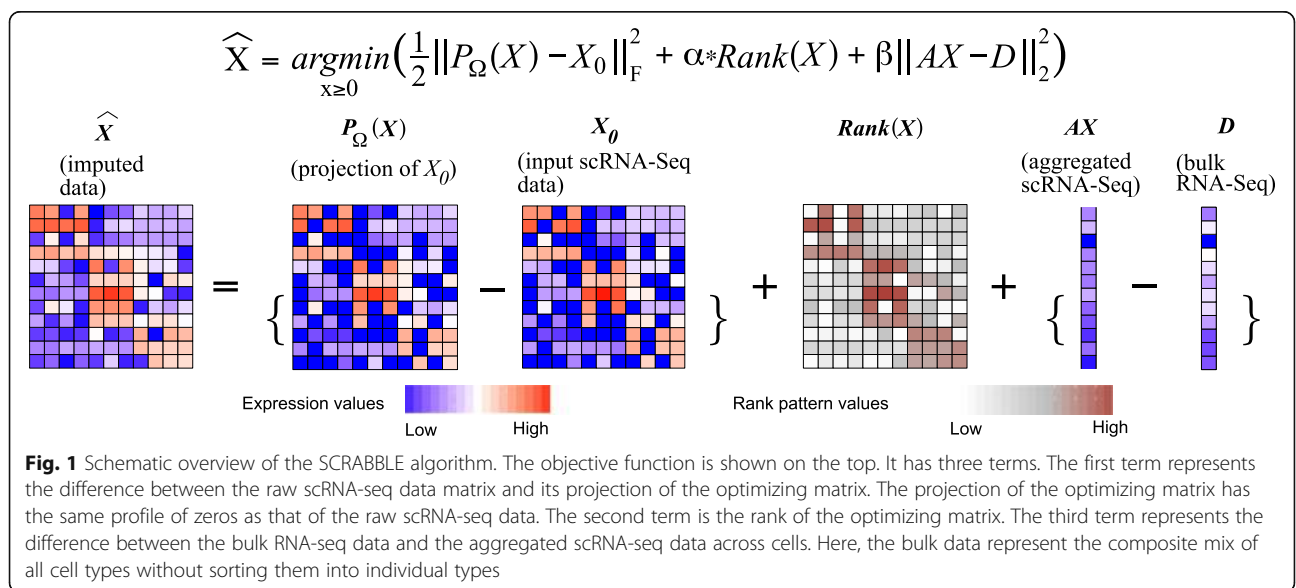 X̂ = argmin x≥0 (1/2 ||P_Ω(X) − X_0||_F^2 + α*Rank(X) + β||AX − D||_2^2)
X̂ P_Ω(X) X_0 Rank(X) AX D
(imputed data) (projection of X_0) (input scRNA-Seq data) (aggregated scRNA-Seq) (bulk RNA-Seq)
= { − } + + { − }
Expression values Low High Rank pattern values Low High
Fig. 1 Schematic overview of the SCRABBLE algorithm. The objective function is shown on the top. It has three terms. The first term represents
the difference between the raw scRNA-seq data matrix and its projection of the optimizing matrix. The projection of the optimizing matrix has
the same profile of zeros as that of the raw scRNA-seq data. The second term is the rank of the optimizing matrix. The third term represents the
difference between the bulk RNA-seq data and the aggregated scRNA-seq data across cells. Here, the bulk data represent the composite mix of
all cell types without sorting them into individual types